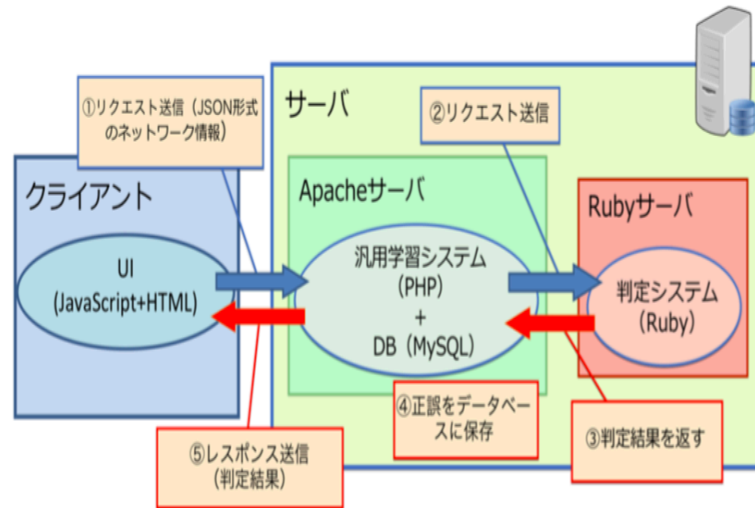 ①リクエスト送信（JSON形式
のネットワーク情報）
サーバ
②リクエスト送信
クライアント
Apacheサーバ
Rubyサーバ
UI
(JavaScript+HTML)
汎用学習システム
（PHP）
+
DB（MySQL）
判定システム
（Ruby）
④正誤をデータベー
スに保存
③判定結果を返す
⑤レスポンス送信
（判定結果）